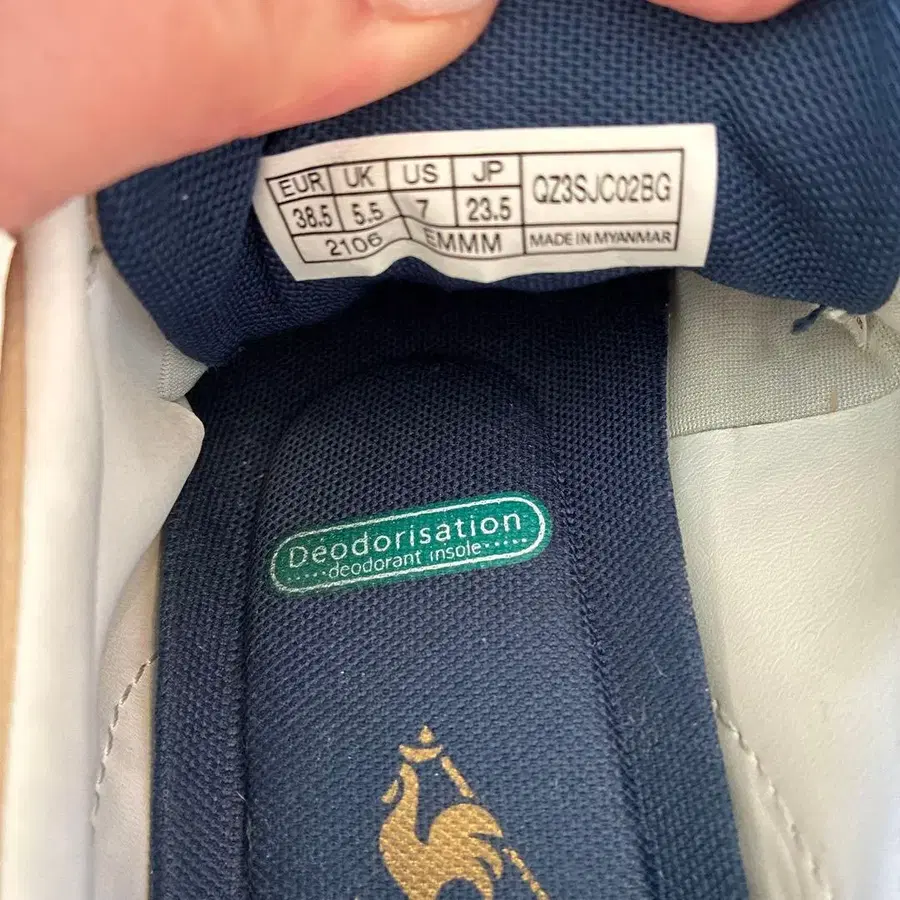 EUR UK US JP QZ3SJC02BG
38.5 5.5 7 23.5
2106 EMMM MADE IN MYANMAR
Deodorisation
deodorant insole